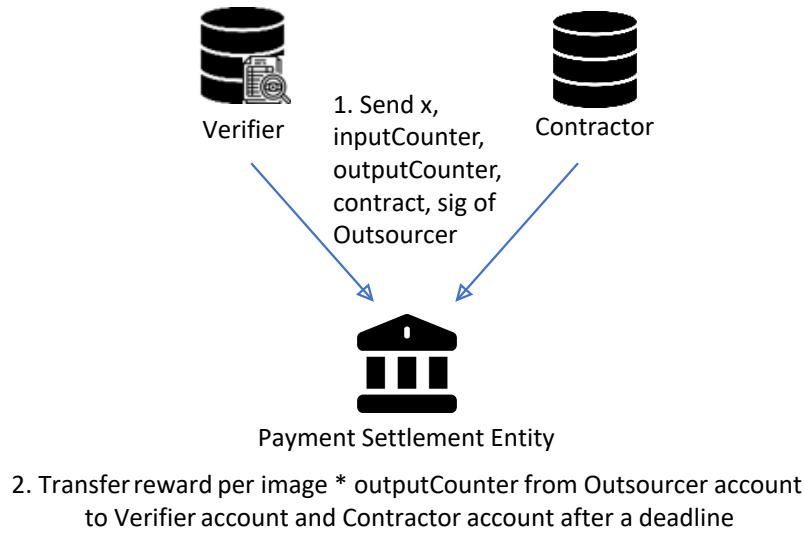 Verifier
1. Send x,
inputCounter,
outputCounter,
contract, sig of
Outsourcer
Contractor
Payment Settlement Entity
2. Transfer reward per image * outputCounter from Outsourcer account
to Verifier account and Contractor account after a deadline